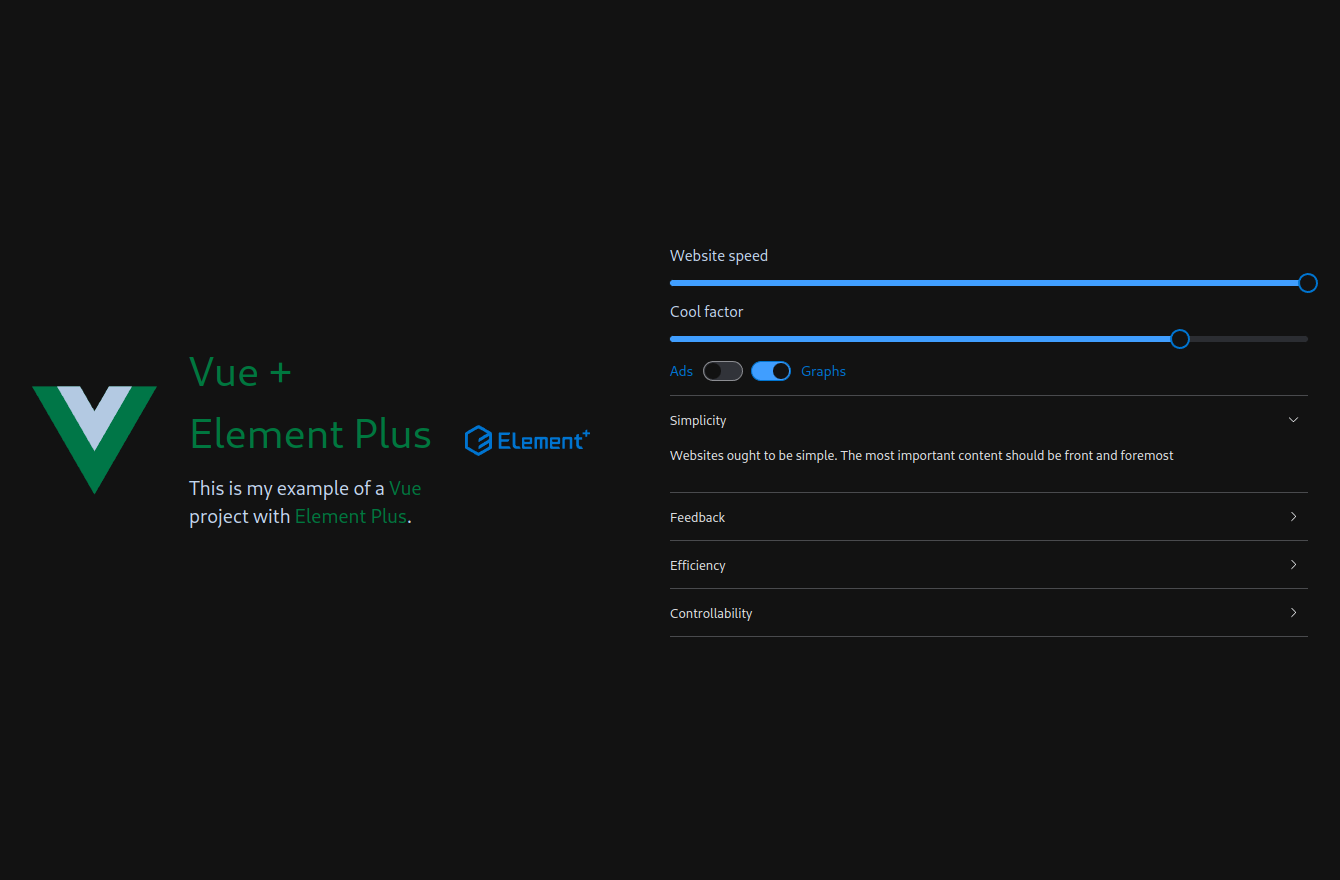 Vue +
Element Plus
This is my example of a Vue
project with Element Plus.
ELement+
Website speed
Cool factor
Ads Graphs
Simplicity
Websites ought to be simple. The most important content should be front and foremost
Feedback
Efficiency
Controllability